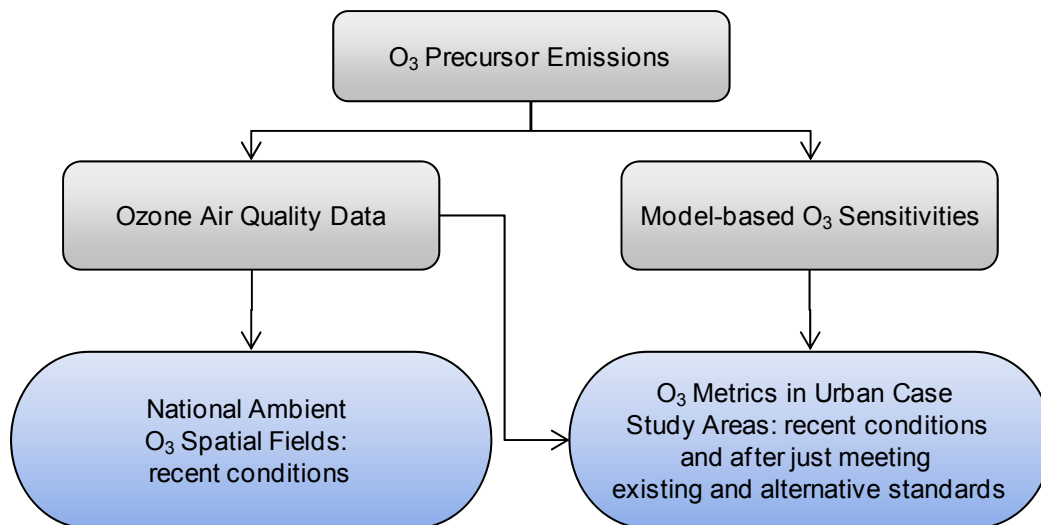 O₃ Precursor Emissions
Ozone Air Quality Data
Model-based O₃ Sensitivities
National Ambient
O₃ Spatial Fields:
recent conditions
O₃ Metrics in Urban Case
Study Areas: recent conditions
and after just meeting
existing and alternative standards